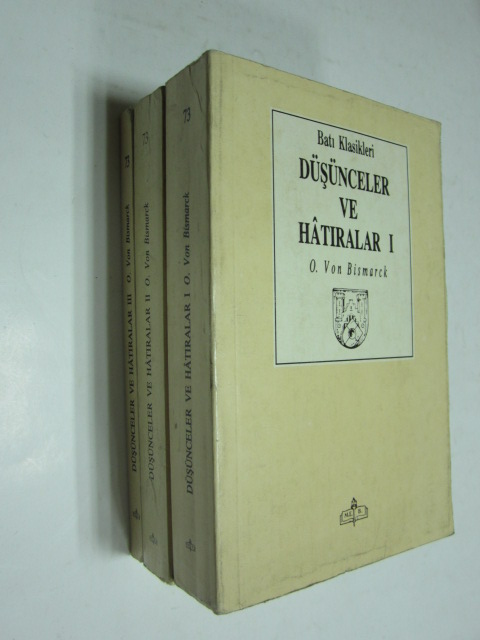 Batı Klasikleri
DÜŞÜNCELER
VE
HÂTIRALAR I
O. Von Bismarck
M.E. B.
DÜŞÜNCELER VE HÂTIRALAR I O. Von Bismarck 73
DÜŞÜNCELER VE HÂTIRALAR II O. Von Bismarck 73
DÜŞÜNCELER VE HÂTIRALAR III O. Von Bismarck 73